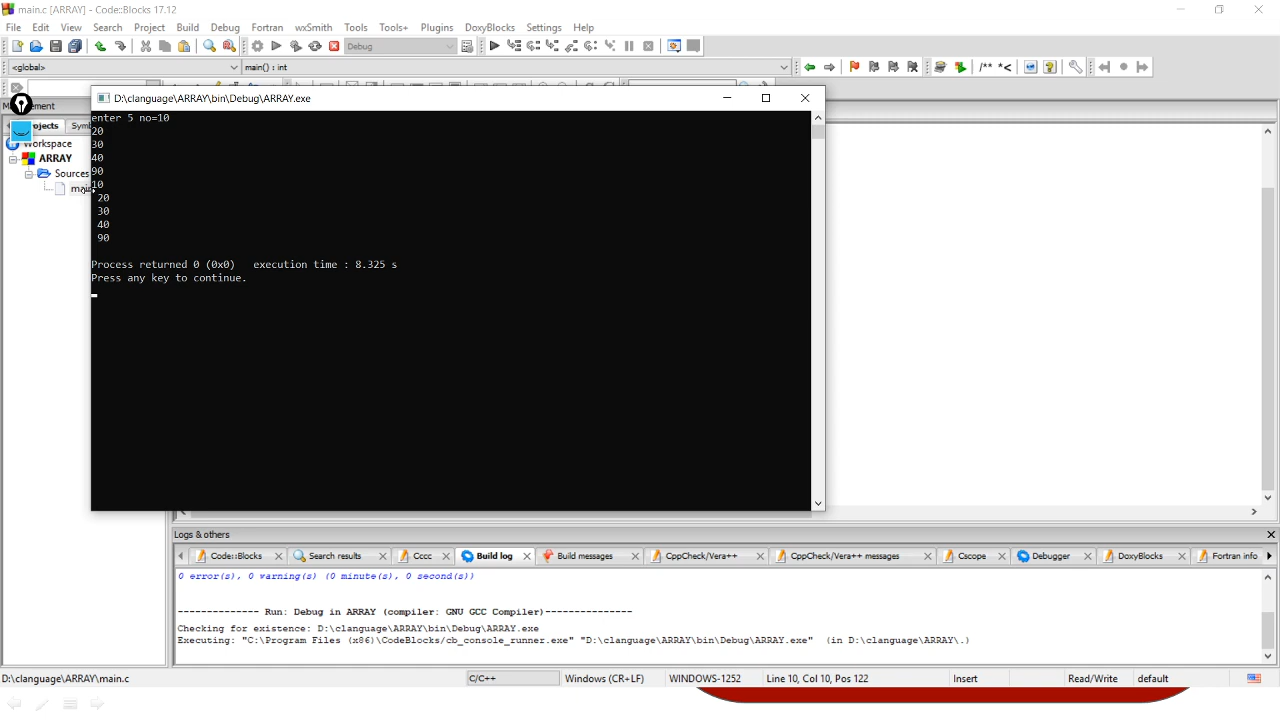 main.c [ARRAY] - Code::Blocks 17.12
File Edit View Search Project Build Debug Fortran wxSmith Tools Tools+ Plugins DoxyBlocks Settings Help
Debug
<global> main() : int
/** *<
D:\clanguage\ARRAY\bin\Debug\ARRAY.exe
enter 5 no=10
20
30
40
90
10
20
30
40
90
Process returned 0 (0x0) execution time : 8.325 s
Press any key to continue.
Workspace
ARRAY
Sources
Logs & others
Code::Blocks Search results Cccc Build log Build messages CppCheck/Vera++ CppCheck/Vera++ messages Cscope Debugger DoxyBlocks Fortran info
0 error(s), 0 warning(s) (0 minute(s), 0 second(s))
-------------- Run: Debug in ARRAY (compiler: GNU GCC Compiler)---------------
Checking for existence: D:\clanguage\ARRAY\bin\Debug\ARRAY.exe
Executing: "C:\Program Files (x86)\CodeBlocks/cb_console_runner.exe" "D:\clanguage\ARRAY\bin\Debug\ARRAY.exe" (in D:\clanguage\ARRAY\.)
D:\clanguage\ARRAY\main.c C/C++ Windows (CR+LF) WINDOWS-1252 Line 10, Col 10, Pos 122 Insert Read/Write default